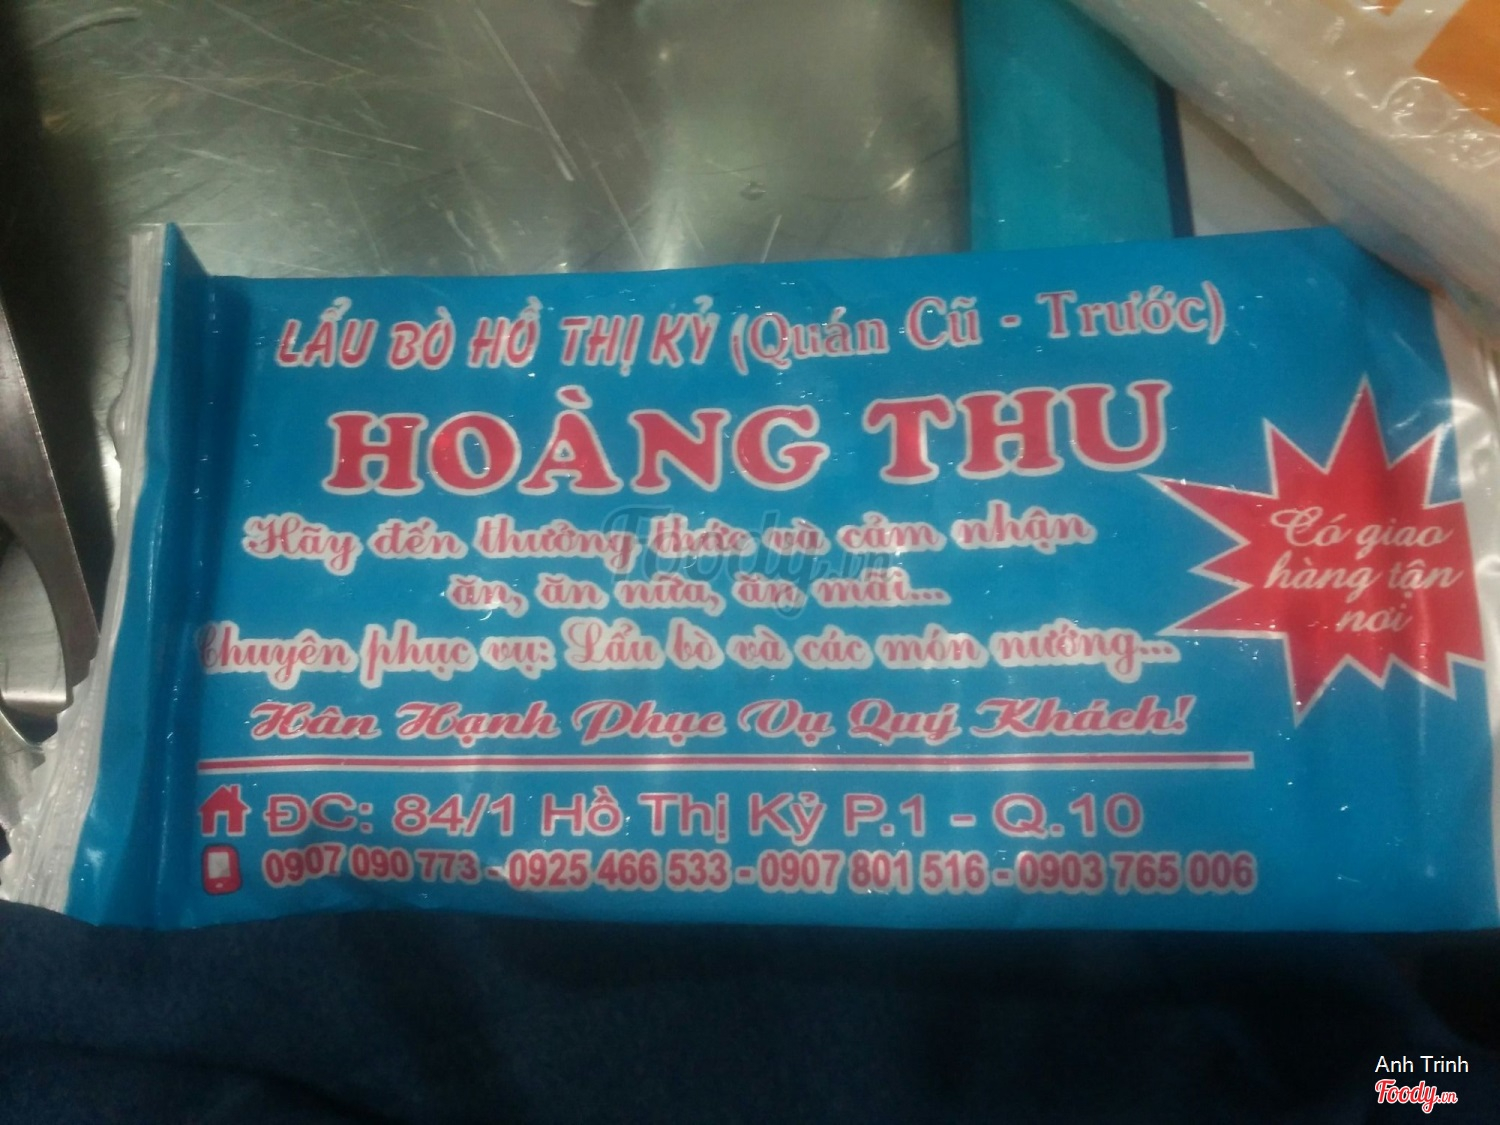 LẨU BÒ HỒ THỊ KỶ (Quán Cũ - Trước)
HOÀNG THU
Hãy đến thưởng thức và cảm nhận
ăn, ăn nữa, ăn mãi...
Chuyên phục vụ: Lẩu bò và các món nướng...
Hân Hạnh Phục Vụ Quý Khách!
Có giao
hàng tận
nơi
ĐC: 84/1 Hồ Thị Kỷ P.1 - Q.10
0907 090 773 - 0925 466 533 - 0907 801 516 - 0903 765 006
Foody.vn
Anh Trinh
Foody.vn